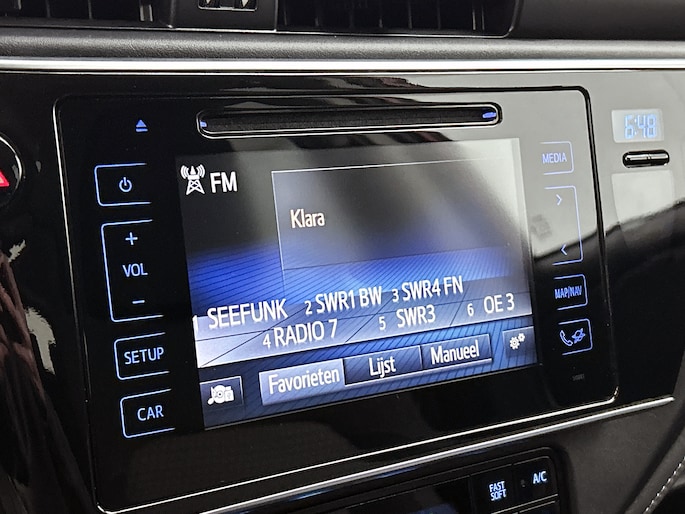 6:48
MEDIA
FM
Klara
+
VOL
-
1 SEEFUNK 2 SWR1 BW 3 SWR4 FN
4 RADIO 7 5 SWR3 6 OE 3
MAP/NAV
SETUP
Favorieten Lijst Manueel
CAR
FAST
SOFT
A/C